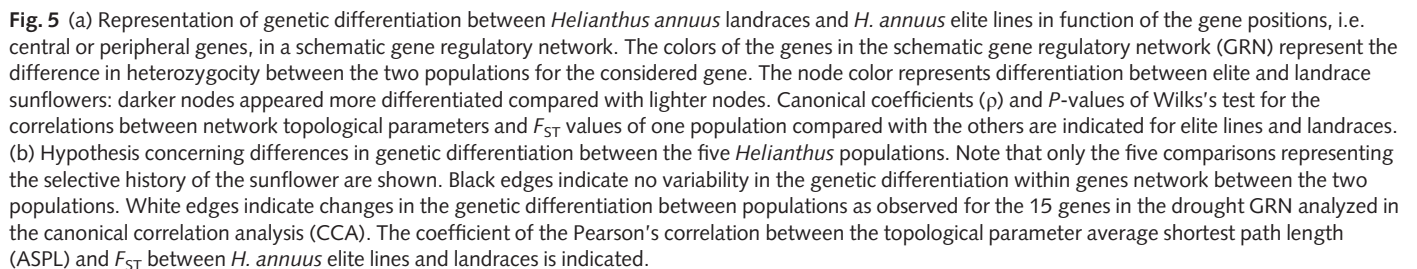 Fig. 5 (a) Representation of genetic differentiation between Helianthus annuus landraces and H. annuus elite lines in function of the gene positions, i.e.
central or peripheral genes, in a schematic gene regulatory network. The colors of the genes in the schematic gene regulatory network (GRN) represent the
difference in heterozygocity between the two populations for the considered gene. The node color represents differentiation between elite and landrace
sunflowers: darker nodes appeared more differentiated compared with lighter nodes. Canonical coefficients (ρ) and P-values of Wilks's test for the
correlations between network topological parameters and FST values of one population compared with the others are indicated for elite lines and landraces.
(b) Hypothesis concerning differences in genetic differentiation between the five Helianthus populations. Note that only the five comparisons representing
the selective history of the sunflower are shown. Black edges indicate no variability in the genetic differentiation within genes network between the two
populations. White edges indicate changes in the genetic differentiation between populations as observed for the 15 genes in the drought GRN analyzed in
the canonical correlation analysis (CCA). The coefficient of the Pearson's correlation between the topological parameter average shortest path length
(ASPL) and FST between H. annuus elite lines and landraces is indicated.